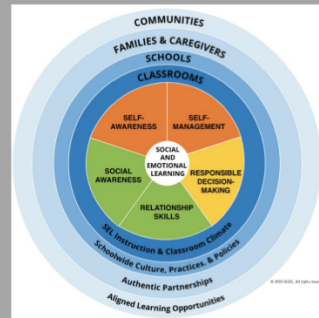 COMMUNITIES
FAMILIES & CAREGIVERS
SCHOOLS
CLASSROOMS
SELF-
AWARENESS
SELF-
MANAGEMENT
SOCIAL
AND
EMOTIONAL
LEARNING
SOCIAL
AWARENESS
RESPONSIBLE
DECISION-
MAKING
RELATIONSHIP
SKILLS
SEL Instruction & Classroom Climate
Schoolwide Culture, Practices, & Policies
Authentic Partnerships
Aligned Learning Opportunities